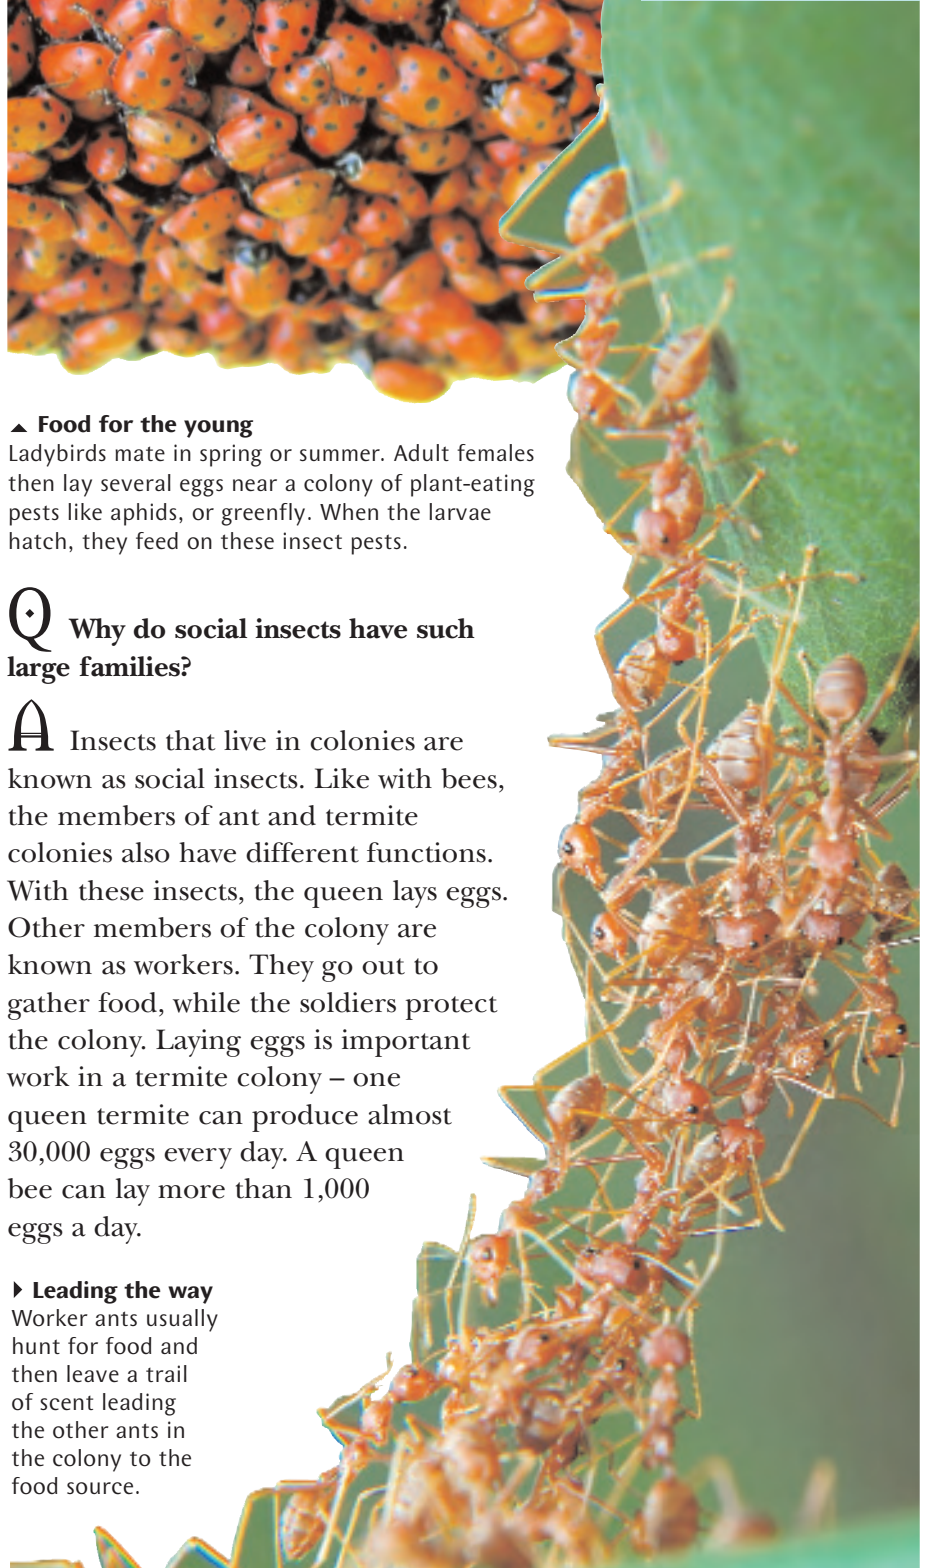 ▲ Food for the young
Ladybirds mate in spring or summer. Adult females
then lay several eggs near a colony of plant-eating
pests like aphids, or greenfly. When the larvae
hatch, they feed on these insect pests.
Q Why do social insects have such
large families?
A Insects that live in colonies are
known as social insects. Like with bees,
the members of ant and termite
colonies also have different functions.
With these insects, the queen lays eggs.
Other members of the colony are
known as workers. They go out to
gather food, while the soldiers protect
the colony. Laying eggs is important
work in a termite colony – one
queen termite can produce almost
30,000 eggs every day. A queen
bee can lay more than 1,000
eggs a day.
▶ Leading the way
Worker ants usually
hunt for food and
then leave a trail
of scent leading
the other ants in
the colony to the
food source.